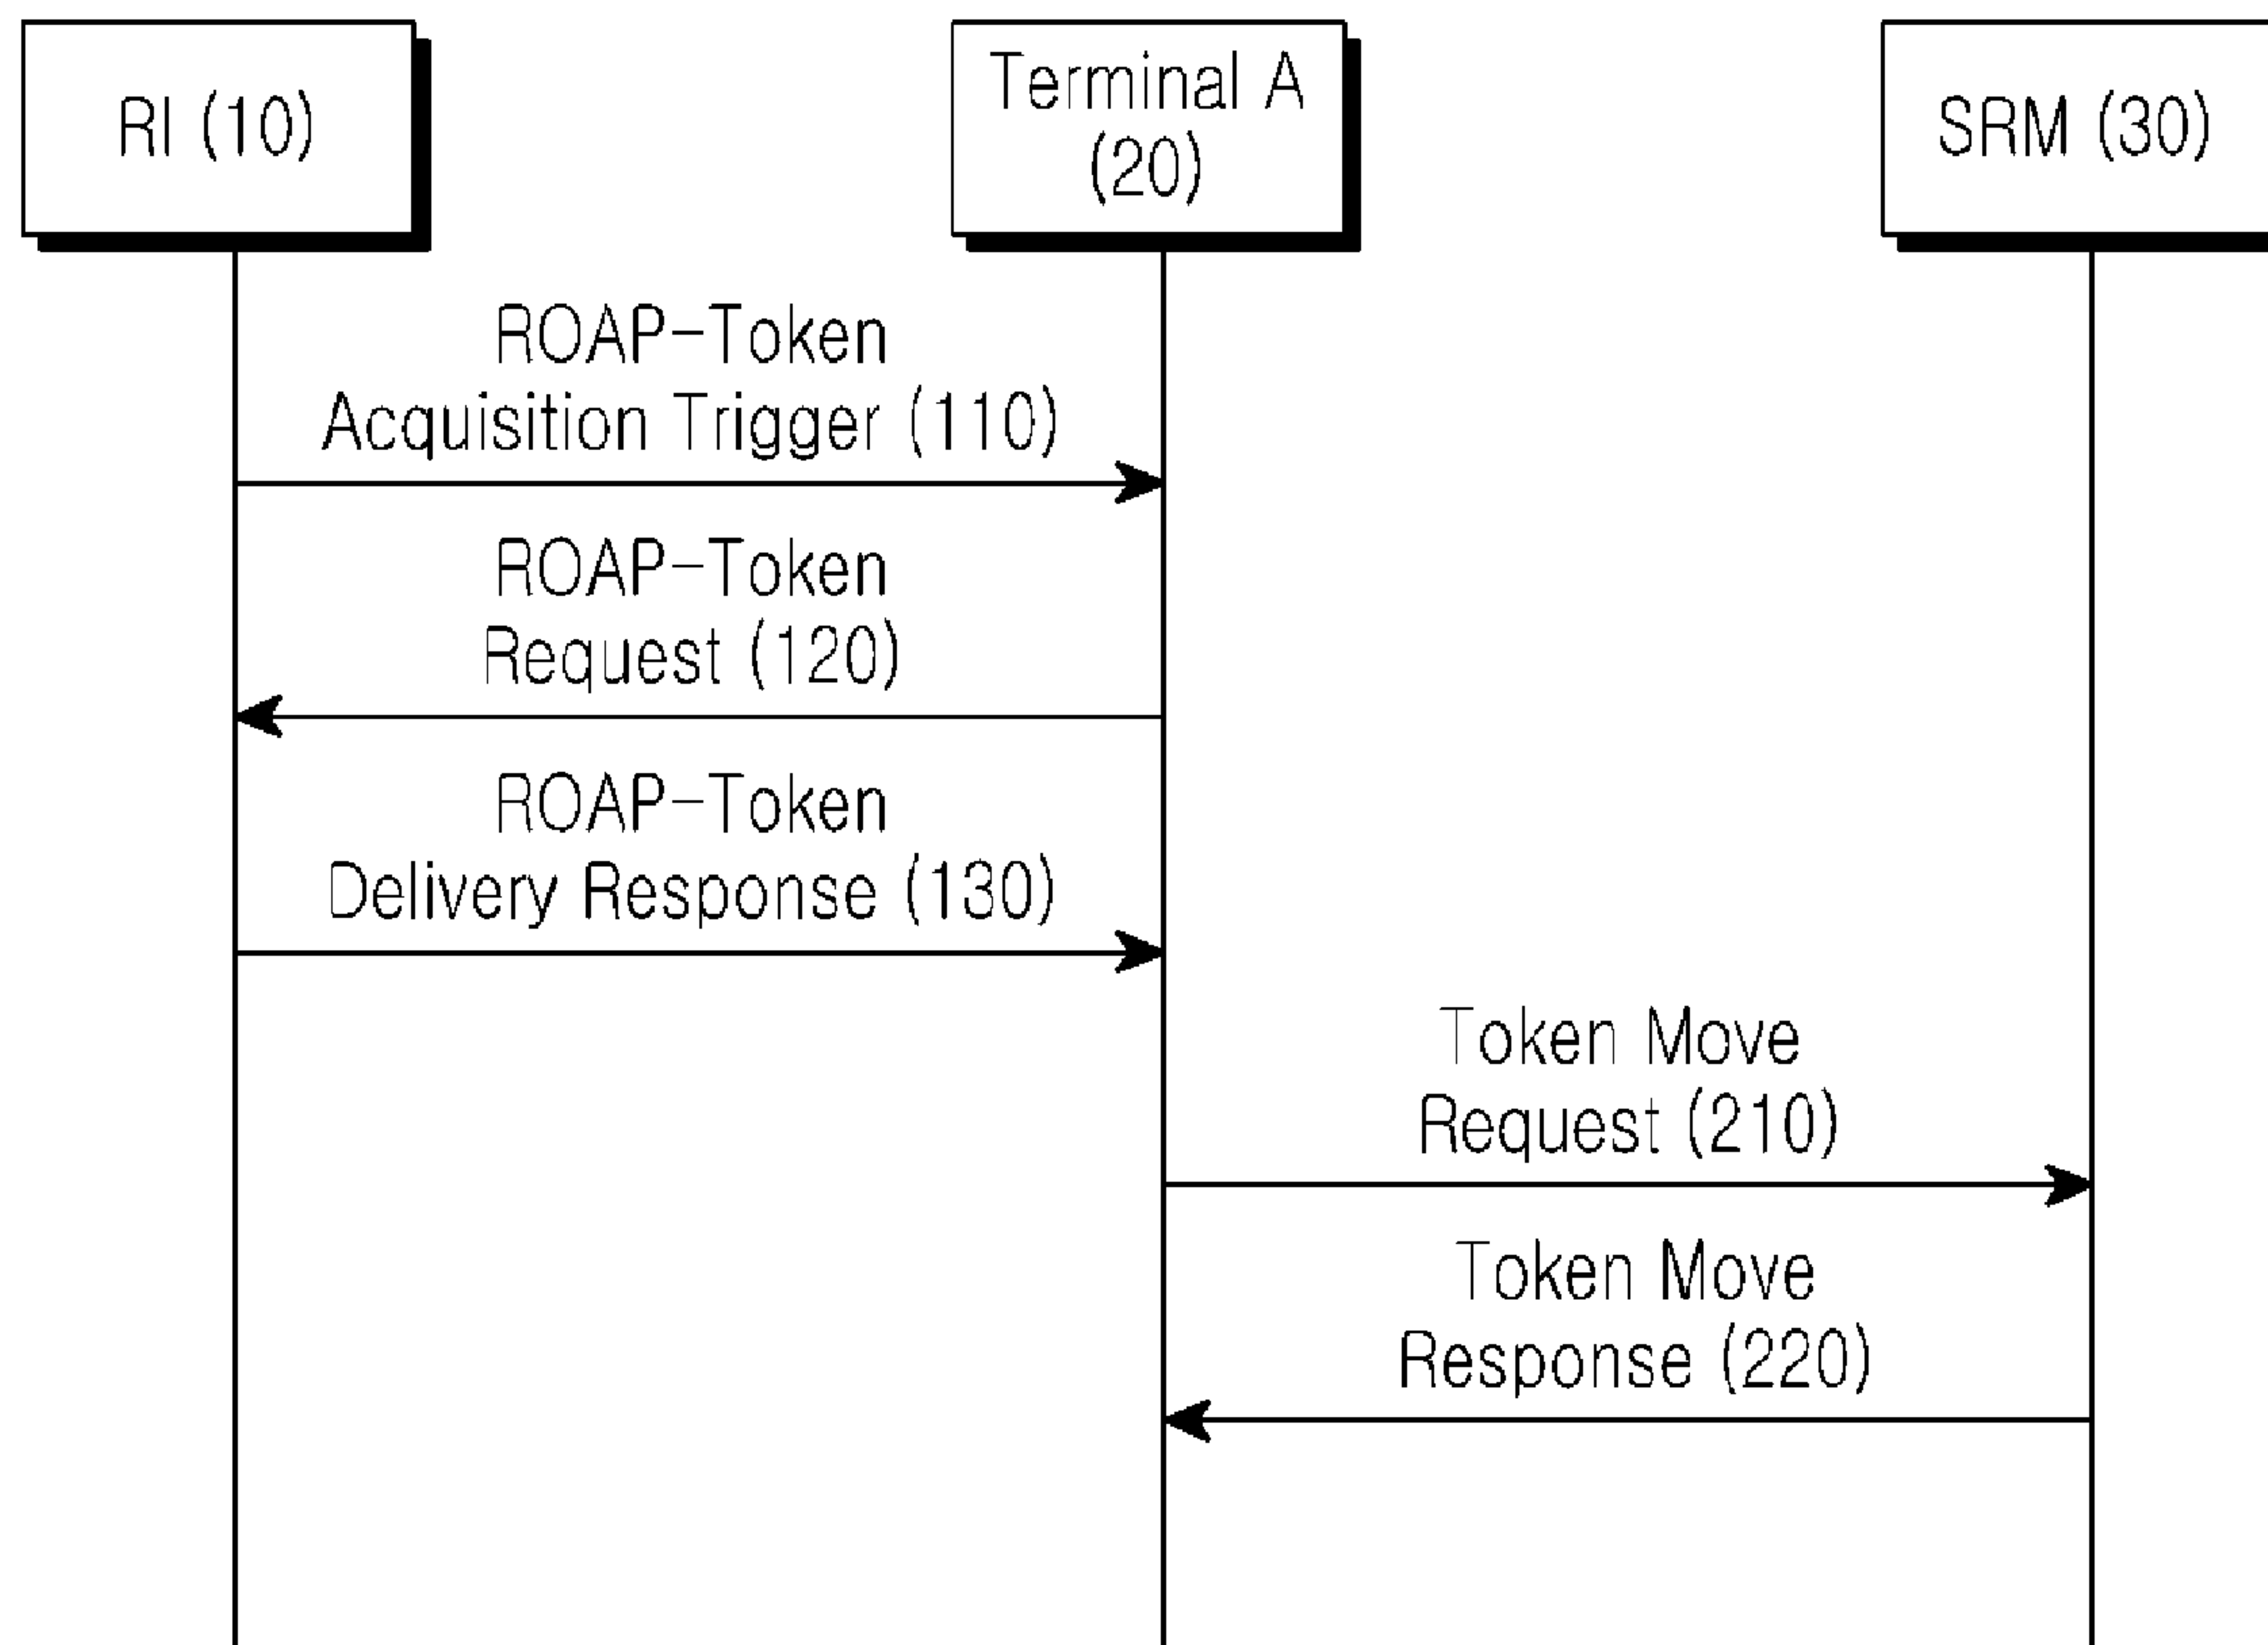 RI (10)
Terminal A
(20)
SRM (30)
ROAP-Token
Acquisition Trigger (110)
ROAP-Token
Request (120)
ROAP-Token
Delivery Response (130)
Token Move
Request (210)
Token Move
Response (220)